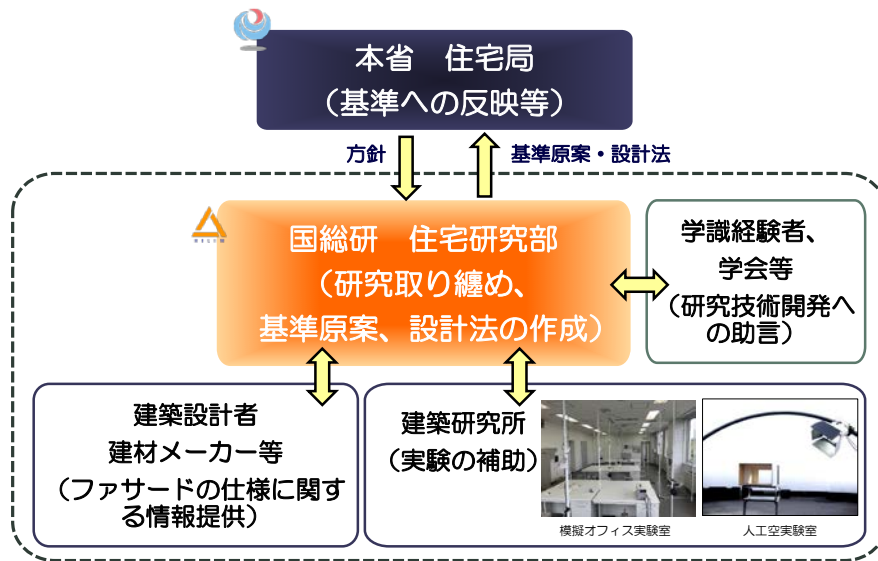 本省　住宅局
（基準への反映等）
方針
基準原案・設計法
国総研　住宅研究部
（研究取り纏め、
基準原案、設計法の作成）
学識経験者、
学会等
（研究技術開発へ
の助言）
建築設計者
建材メーカー等
（ファサードの仕様に関す
る情報提供）
建築研究所
（実験の補助）
模擬オフィス実験室
人工空実験室